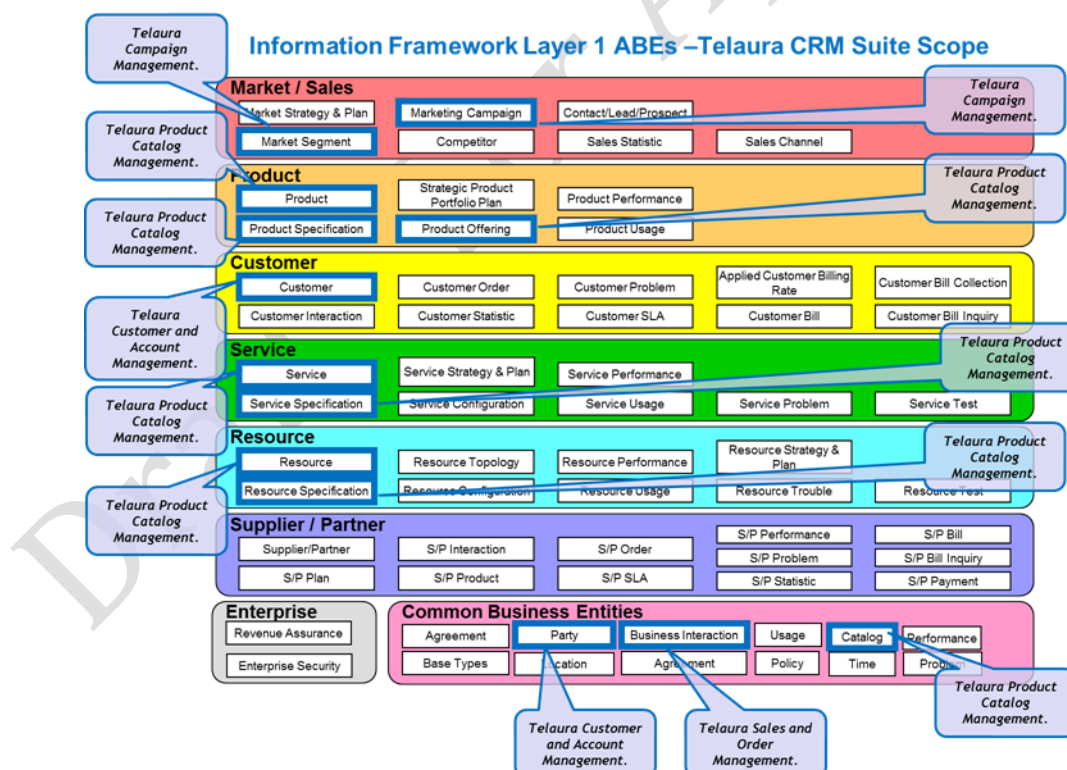 Information Framework Layer 1 ABEs –Telaura CRM Suite Scope
Telaura
Campaign
Management.
Telaura
Campaign
Management.
Market / Sales
Market Strategy & Plan
Marketing Campaign
Contact/Lead/Prospect
Market Segment
Competitor
Sales Statistic
Sales Channel
Telaura Product
Catalog
Management.
Telaura Product
Catalog
Management.
Product
Product
Strategic Product
Portfolio Plan
Product Performance
Product Specification
Product Offering
Product Usage
Telaura Product
Catalog
Management.
Customer
Customer
Customer Order
Customer Problem
Applied Customer Billing
Rate
Customer Bill Collection
Customer Interaction
Customer Statistic
Customer SLA
Customer Bill
Customer Bill Inquiry
Telaura
Customer and
Account
Management.
Telaura Product
Catalog
Management.
Service
Service
Service Strategy & Plan
Service Performance
Service Specification
Service Configuration
Service Usage
Service Problem
Service Test
Telaura Product
Catalog
Management.
Telaura Product
Catalog
Management.
Resource
Resource
Resource Topology
Resource Performance
Resource Strategy &
Plan
Resource Specification
Resource Configuration
Resource Usage
Resource Trouble
Resource Test
Telaura Product
Catalog
Management.
Supplier / Partner
Supplier/Partner
S/P Interaction
S/P Order
S/P Performance
S/P Bill
S/P Problem
S/P Bill Inquiry
S/P Plan
S/P Product
S/P SLA
S/P Statistic
S/P Payment
Enterprise
Revenue Assurance
Enterprise Security
Common Business Entities
Agreement
Party
Business Interaction
Usage
Catalog
Performance
Base Types
Location
Agreement
Policy
Time
Problem
Telaura Product
Catalog
Management.
Telaura Customer
and Account
Management.
Telaura Sales and
Order
Management.